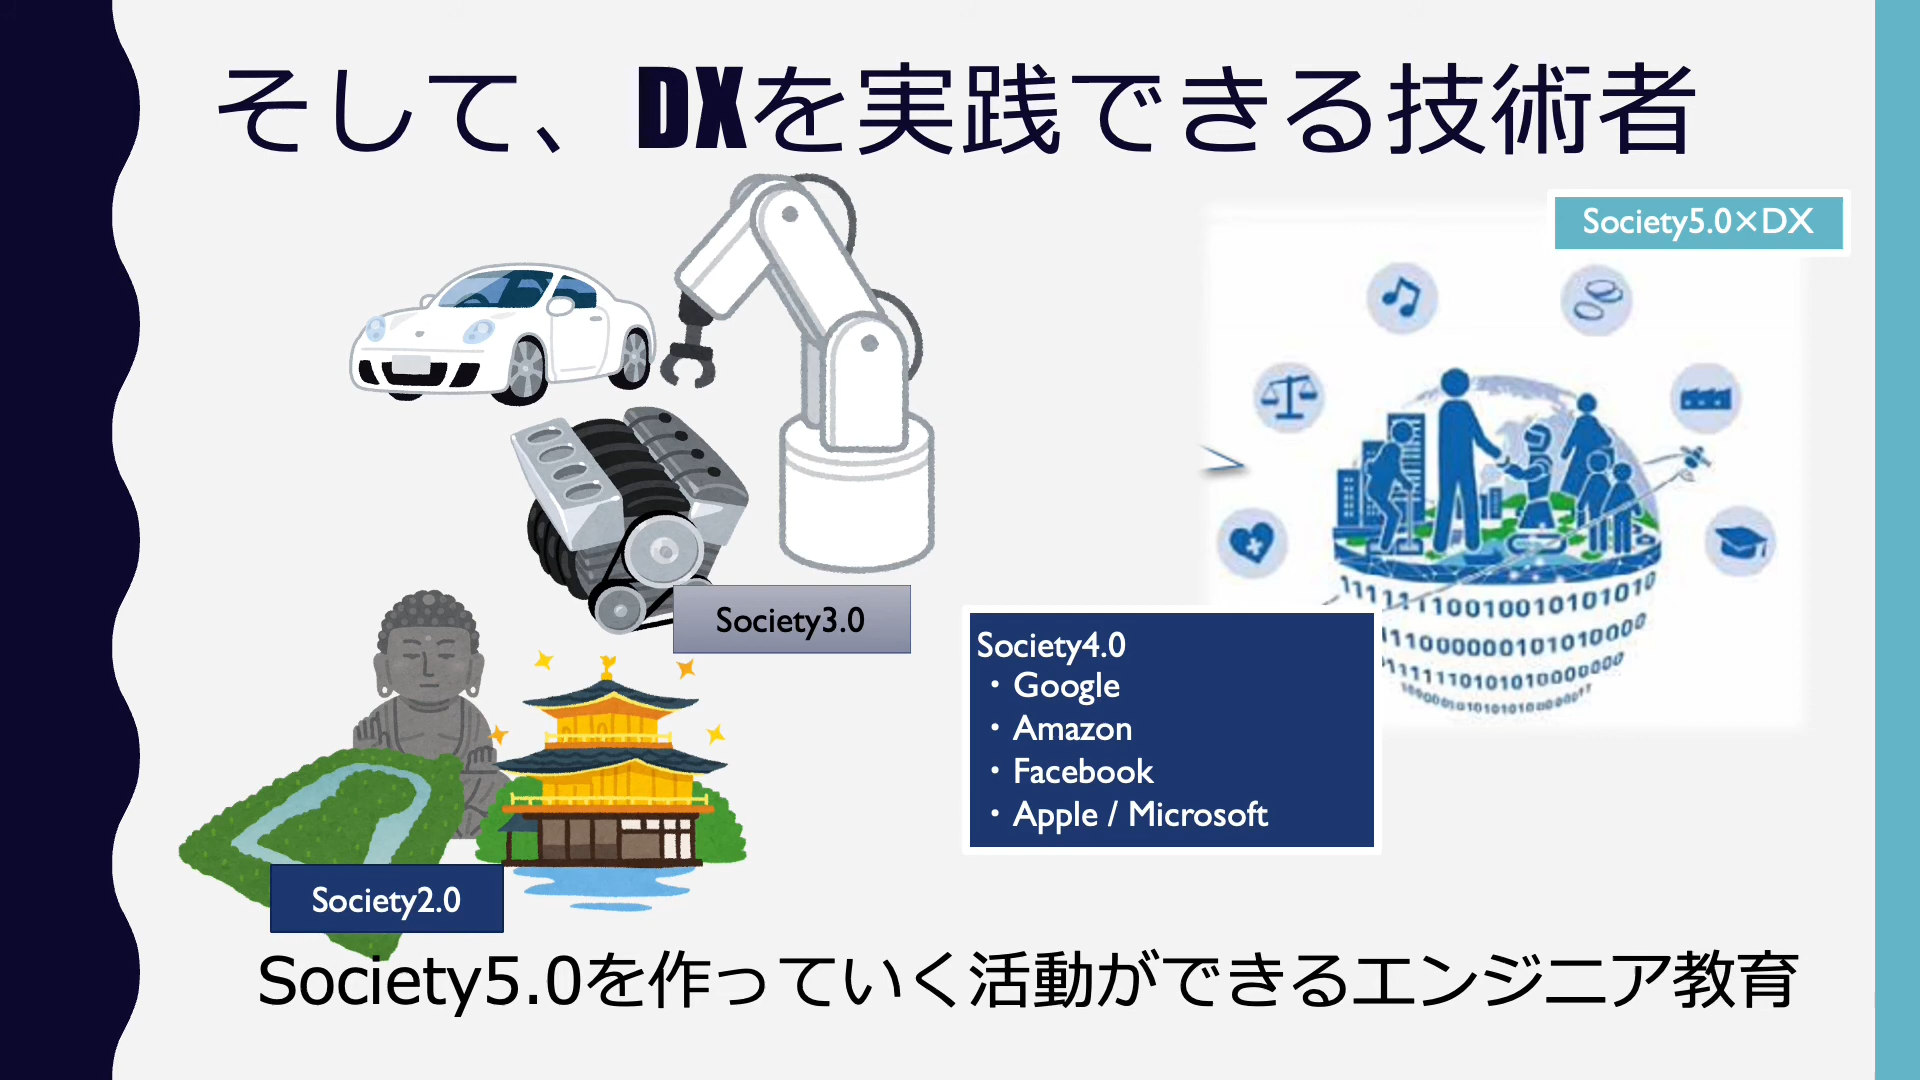 そして、DXを実践できる技術者
Society5.0×DX
Society3.0
Society4.0
・Google
・Amazon
・Facebook
・Apple / Microsoft
Society2.0
Society5.0を作っていく活動ができるエンジニア教育